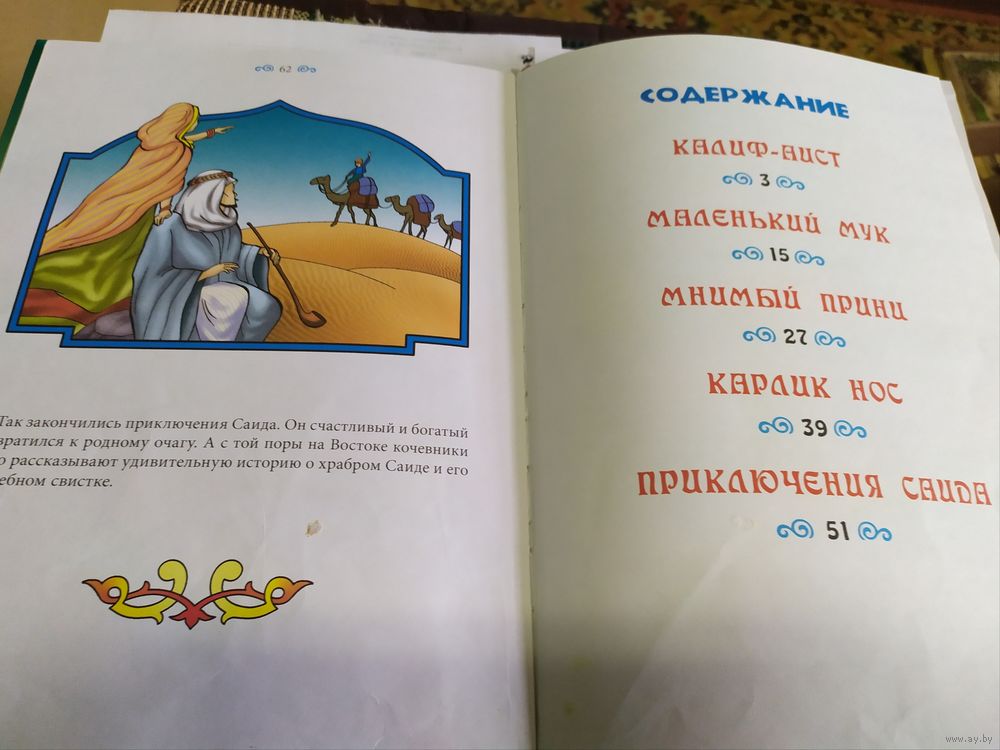 62
Так закончились приключения Саида. Он счастливый и богатый
вратился к родному очагу. А с той поры на Востоке кочевники
о рассказывают удивительную историю о храбром Саиде и его
ебном свистке.
СОДЕРЖАНИЕ
КАЛИФ-АИСТ
3
МАЛЕНЬКИЙ МУК
15
МНИМЫЙ ПРИНЦ
27
КАРЛИК НОС
39
ПРИКЛЮЧЕНИЯ САИДА
51
www.ay.by